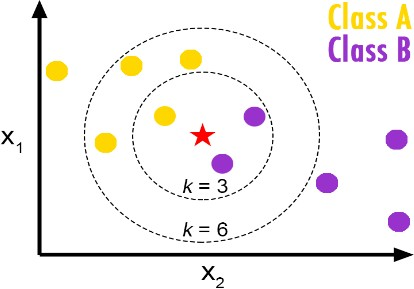 Class A
Class B
x1
k = 3
k = 6
x2